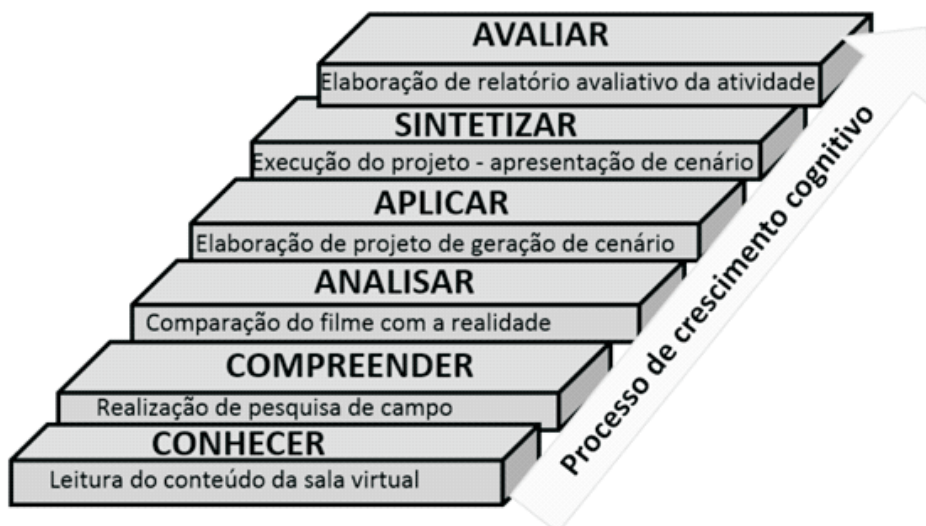 AVALIAR
Elaboração de relatório avaliativo da atividade
SINTETIZAR
Execução do projeto - apresentação de cenário
APLICAR
Elaboração de projeto de geração de cenário
ANALISAR
Comparação do filme com a realidade
COMPREENDER
Realização de pesquisa de campo
CONHECER
Leitura do conteúdo da sala virtual
Processo de crescimento cognitivo